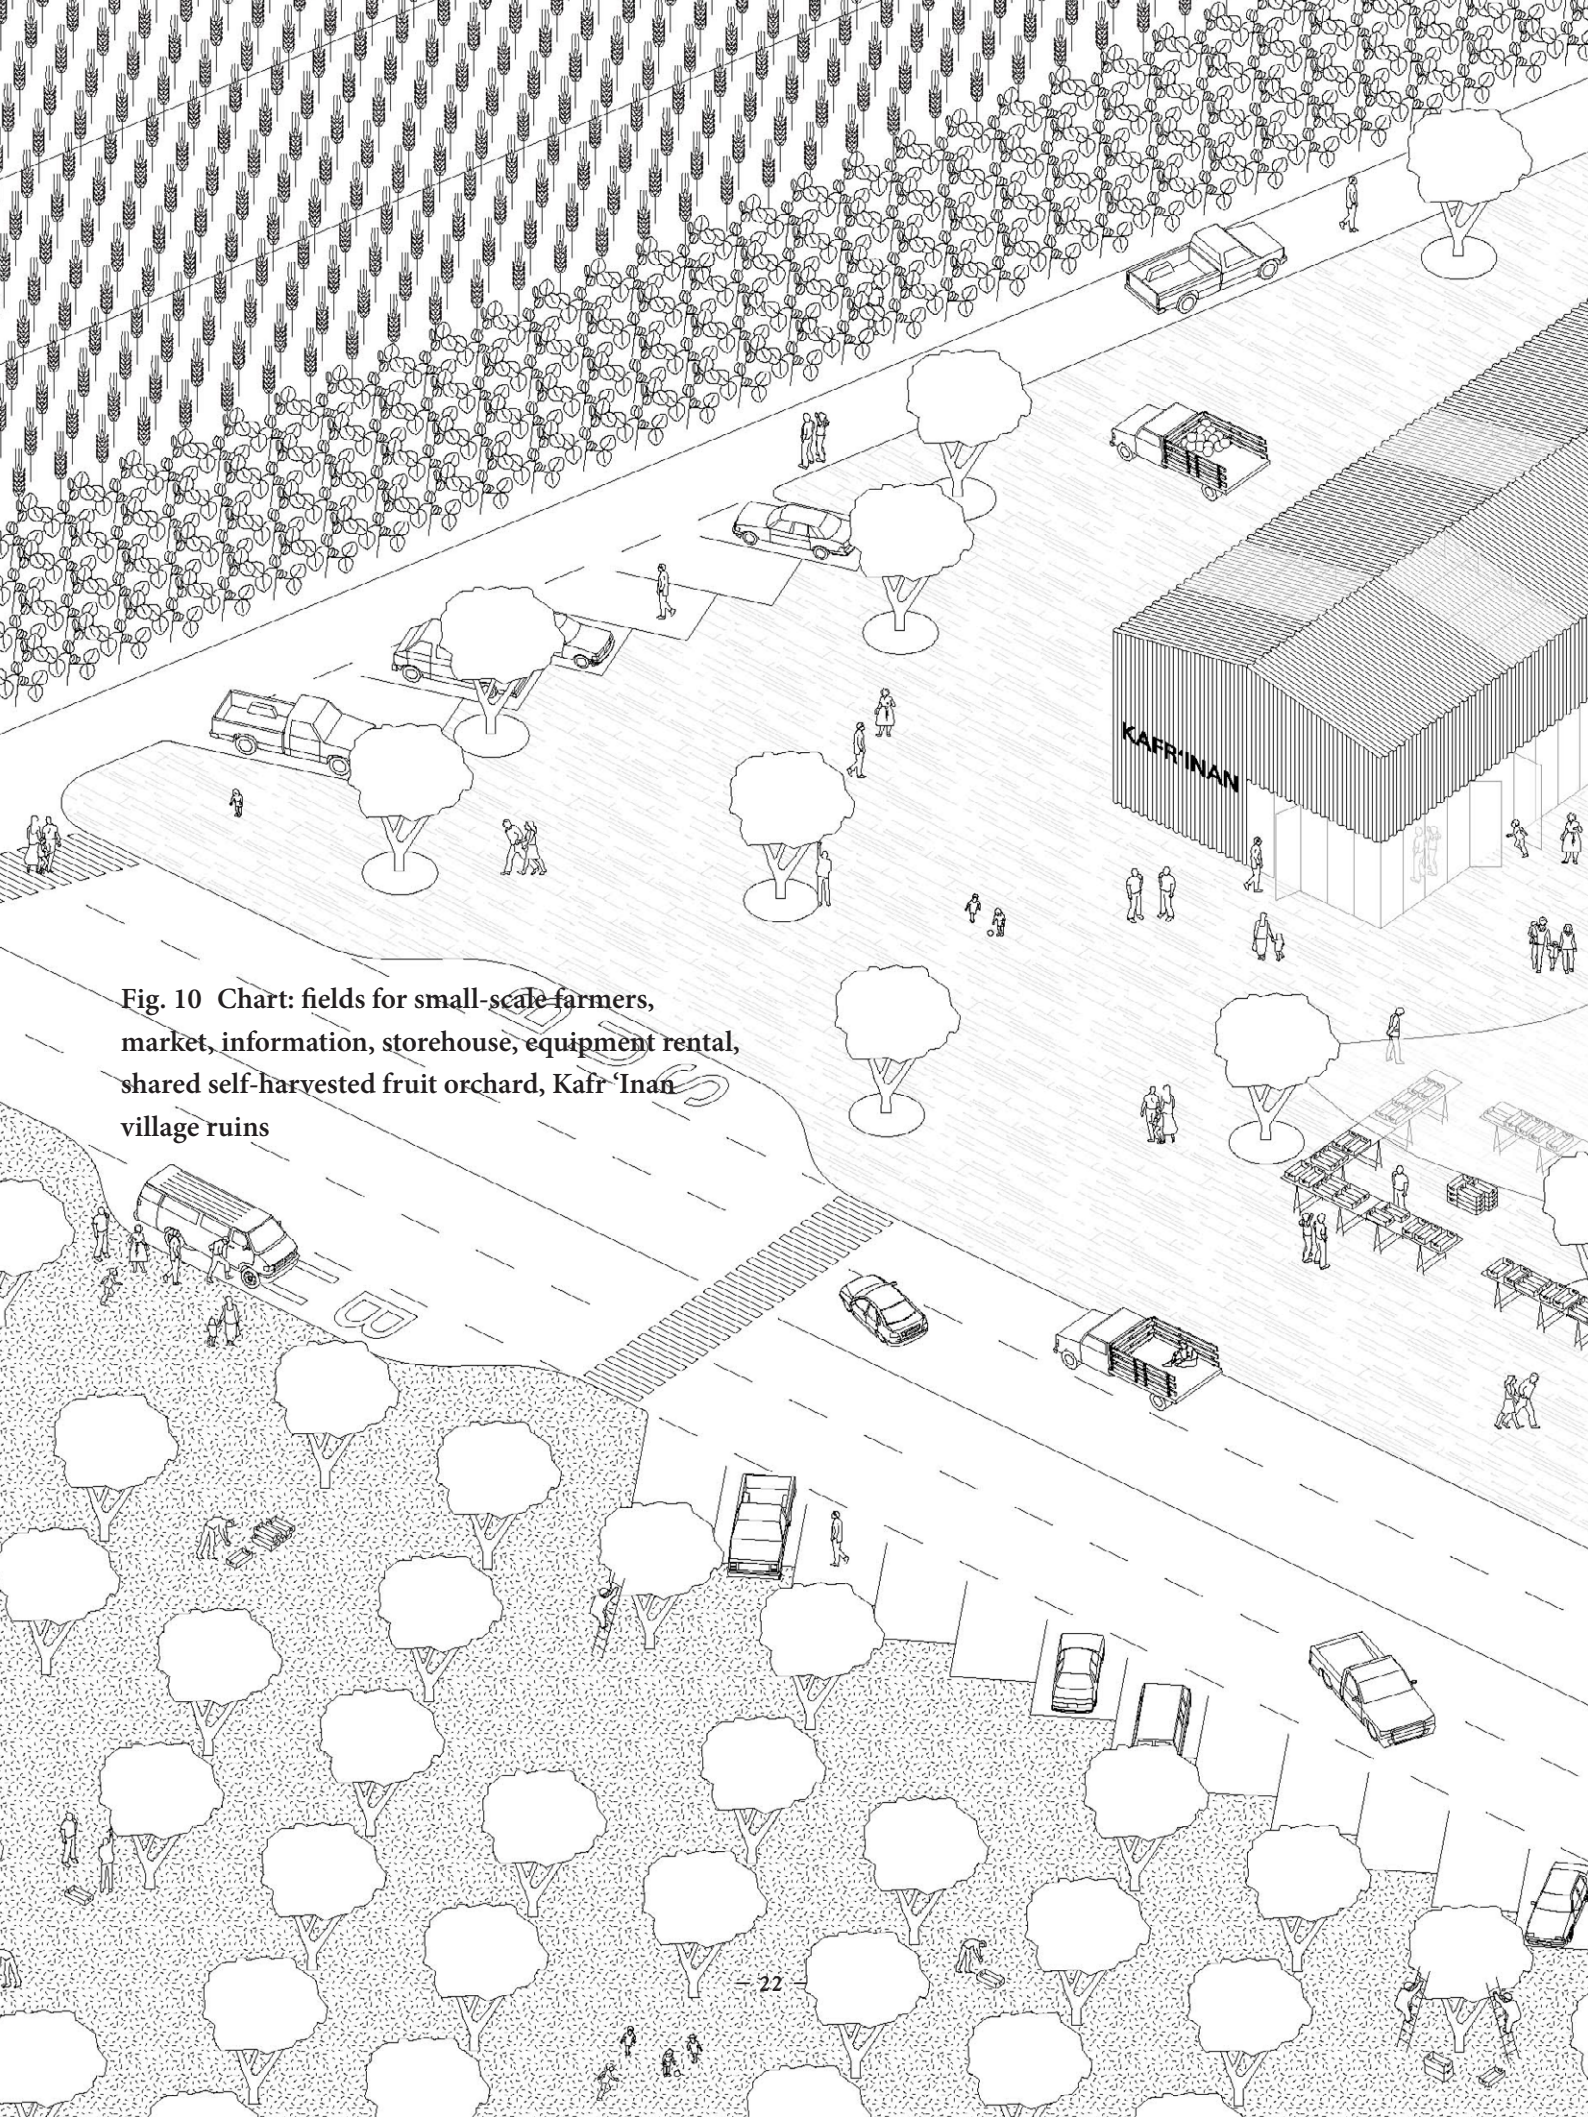 KAFR‘INAN
Fig. 10 Chart: fields for small-scale farmers,
market, information, storehouse, equipment rental,
shared self-harvested fruit orchard, Kafr ‘Inan
village ruins
BUS
B
– 22 –